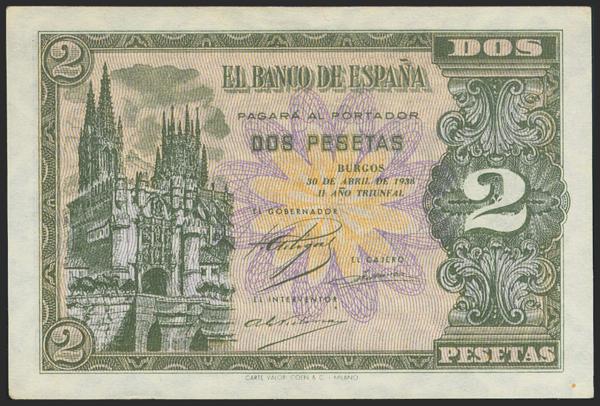 2
DOS
EL BANCO DE ESPAÑA
PAGARÁ AL PORTADOR
DOS PESETAS
BURGOS
30 DE ABRIL DE 1938
II AÑO TRIUNFAL
2
EL GOBERNADOR
EL CAJERO
EL INTERVENTOR
2
PESETAS
CARTE VALOR: COEN & C. - MILANO